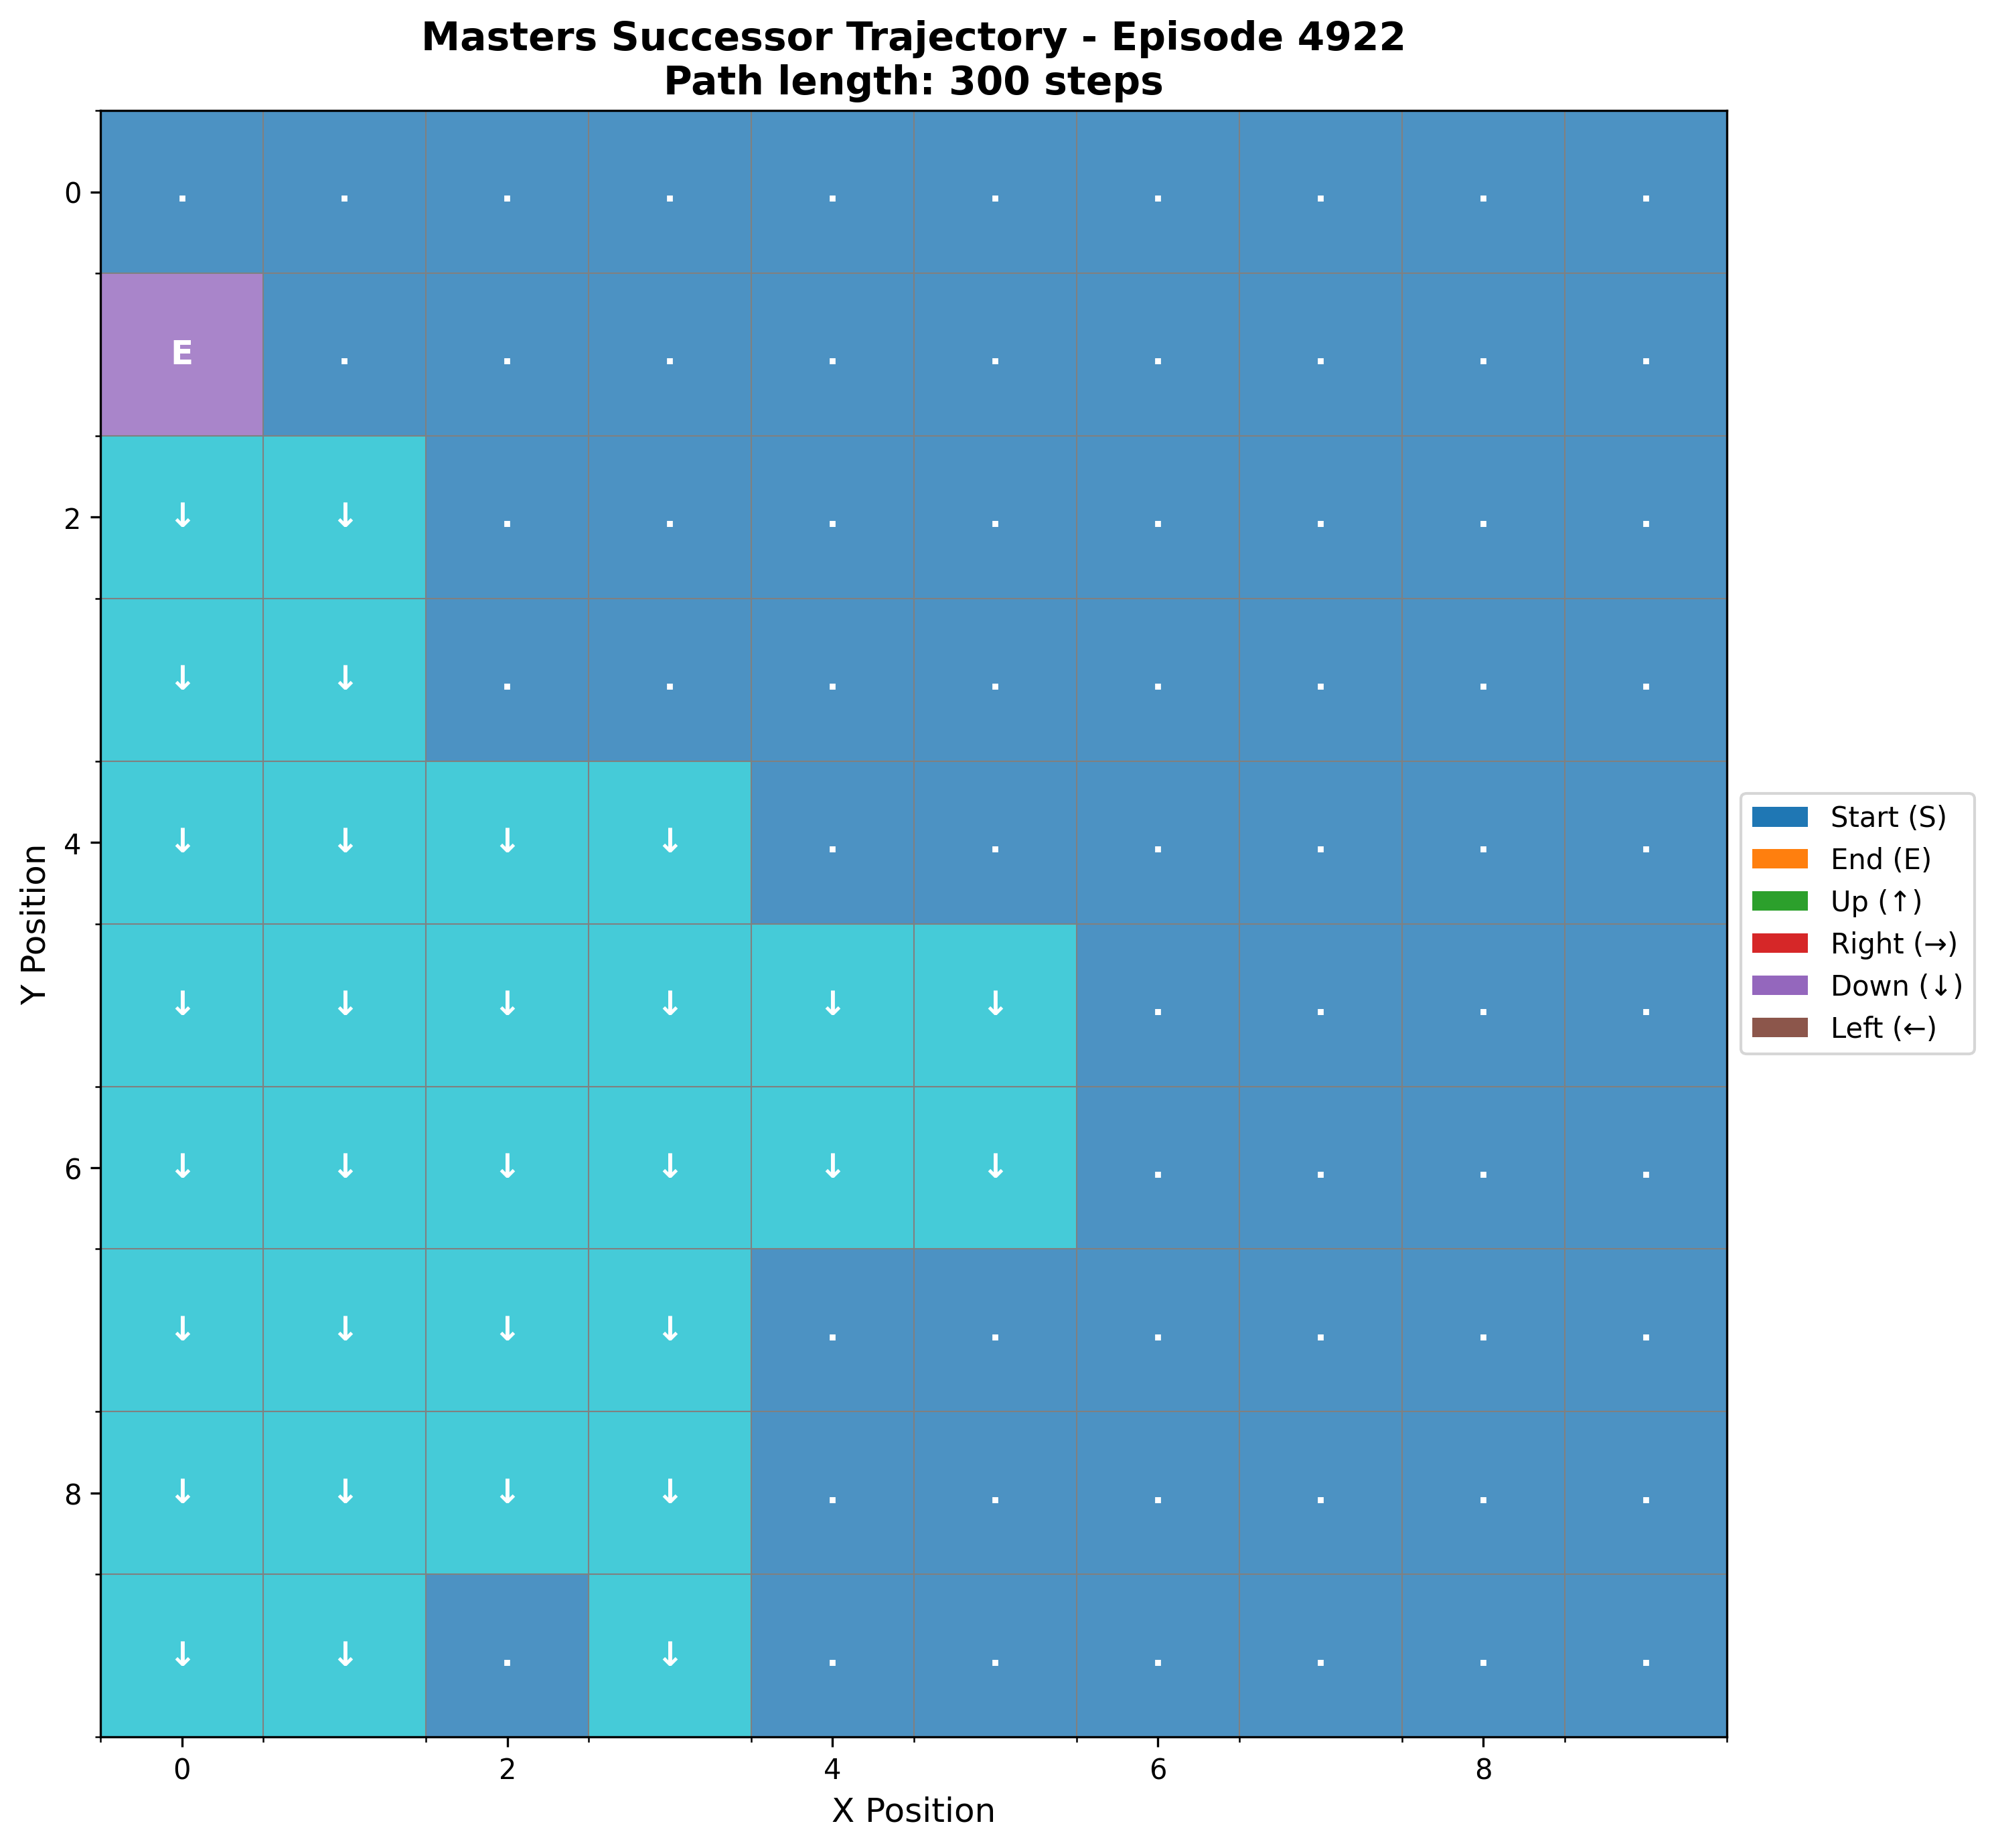 Masters Successor Trajectory - Episode 4922
Path length: 300 steps
0 . . . . . . . . . .
E . . . . . . . . .
2 ↓ ↓ . . . . . . . .
↓ ↓ . . . . . . . .
4 ↓ ↓ ↓ ↓ . . . . . .
↓ ↓ ↓ ↓ ↓ ↓ . . . .
6 ↓ ↓ ↓ ↓ ↓ ↓ . . . .
↓ ↓ ↓ ↓ . . . . . .
8 ↓ ↓ ↓ ↓ . . . . . .
↓ ↓ . ↓ . . . . . .
0 2 4 6 8
X Position
Y Position
Start (S)
End (E)
Up (↑)
Right (→)
Down (↓)
Left (←)